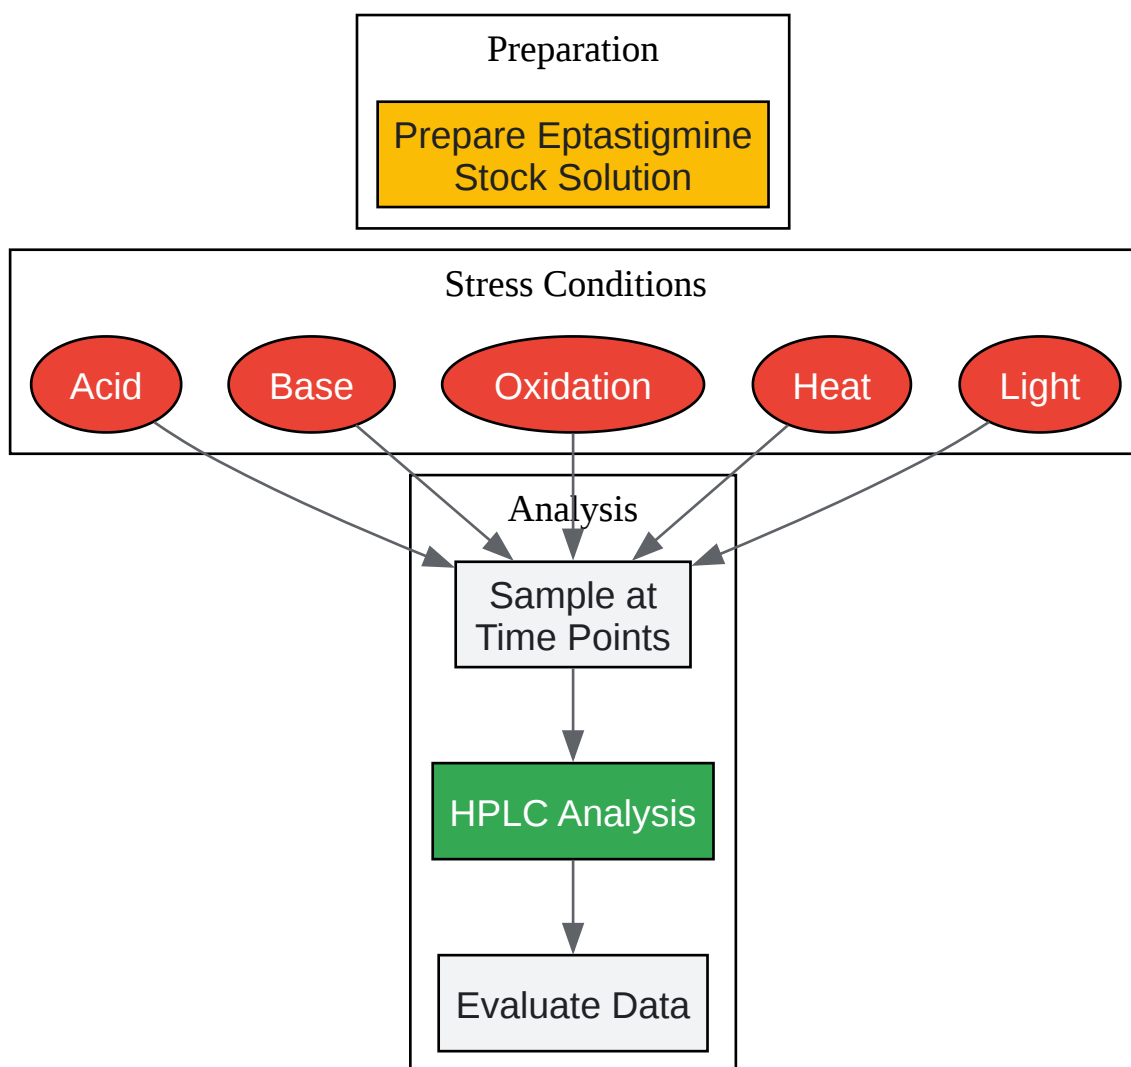 Preparation
Prepare Eptastigmine
Stock Solution
Stress Conditions
Acid
Base
Oxidation
Heat
Light
Analysis
Sample at
Time Points
HPLC Analysis
Evaluate Data